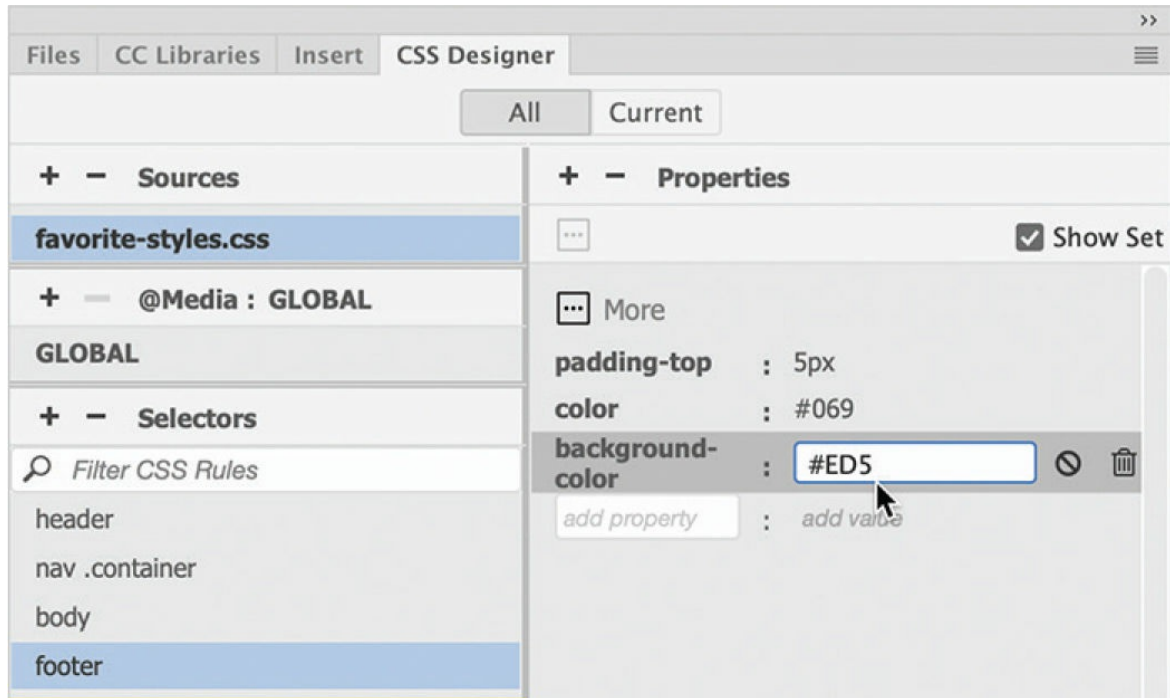 >>
Files CC Libraries Insert CSS Designer
All Current
+ − Sources
favorite-styles.css
+ − @Media : GLOBAL
GLOBAL
+ − Selectors
Filter CSS Rules
header
nav .container
body
footer
+ − Properties
Show Set
More
padding-top : 5px
color : #069
background-
color : #ED5
add property : add value